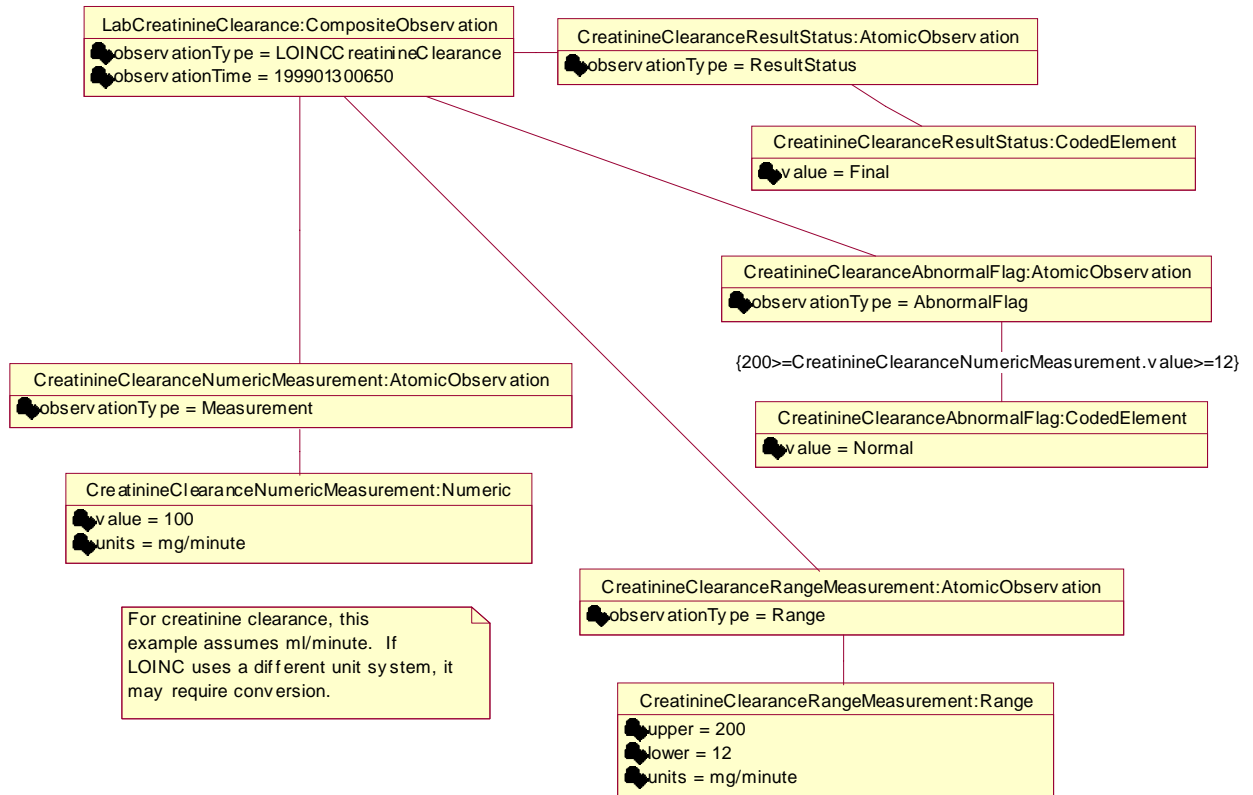 LabCreatinineClearance:CompositeObservation
observationType = LOINCCreatinineClearance
observationTime = 199901300650
CreatinineClearanceResultStatus:AtomicObservation
observationType = ResultStatus
CreatinineClearanceResultStatus:CodedElement
value = Final
CreatinineClearanceAbnormalFlag:AtomicObservation
observationType = AbnormalFlag
{200>=CreatinineClearanceNumericMeasurement.value>=12}
CreatinineClearanceAbnormalFlag:CodedElement
value = Normal
CreatinineClearanceNumericMeasurement:AtomicObservation
observationType = Measurement
CreatinineClearanceNumericMeasurement:Numeric
value = 100
units = mg/minute
For creatinine clearance, this
example assumes ml/minute. If
LOINC uses a different unit system, it
may require conversion.
CreatinineClearanceRangeMeasurement:AtomicObservation
observationType = Range
CreatinineClearanceRangeMeasurement:Range
upper = 200
lower = 12
units = mg/minute